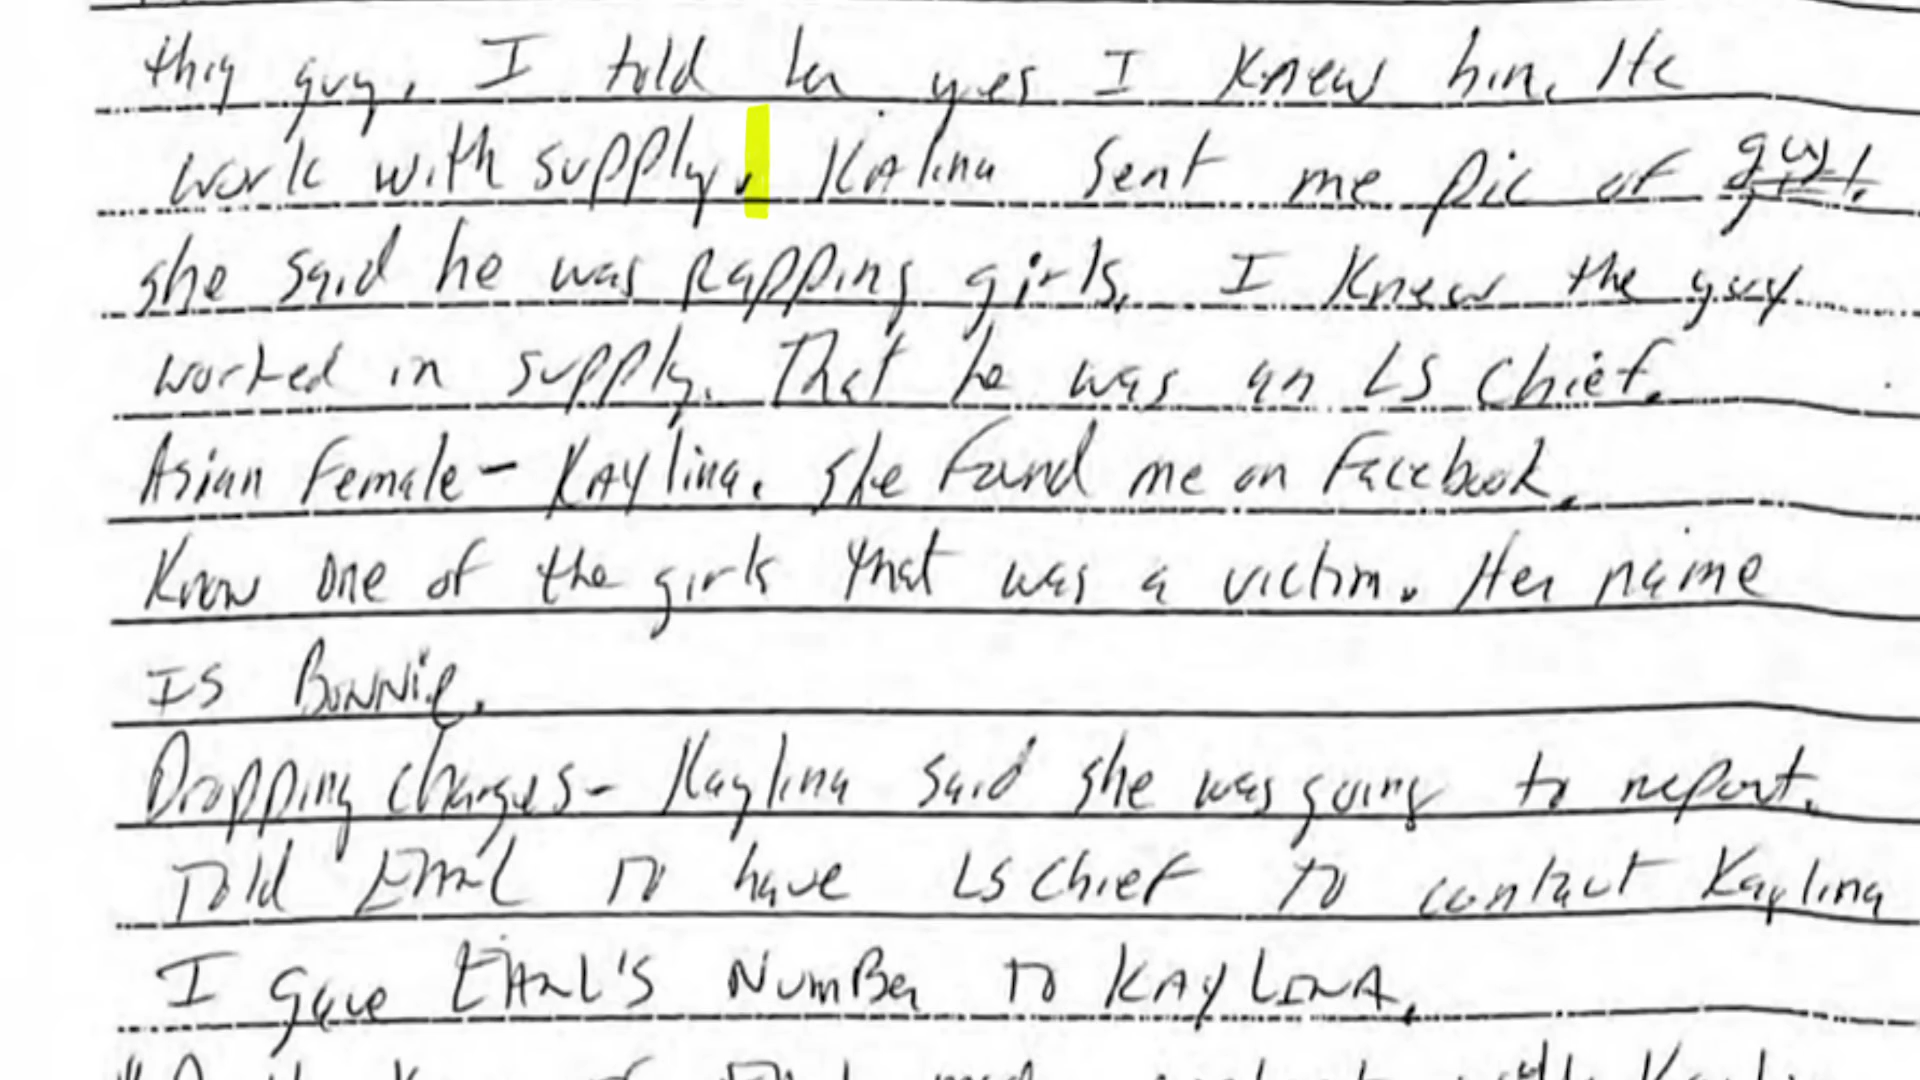 this guy. I told her yes I knew him. He
work with supply. KAlina sent me pic of guy!
she said he was Rapping girls. I knew the guy
worked in supply. That he was an LS Chief.
Asian Female - KAYlina. She found me on Facebook.
Know one of the girls that was a victim. Her name
IS BONNie.
Dropping charges - Kaylina said she was going to report.
Told EARL TO have LS Chief to contact Kaylina
I gave EARL'S NumBer TO KAYLINA.